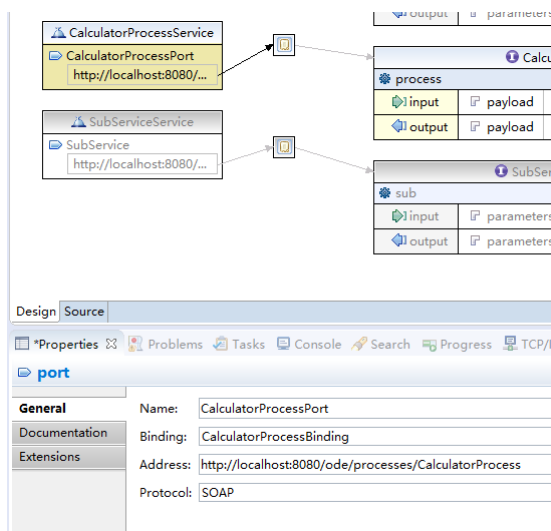 output parameters
CalculatorProcessService
CalculatorProcessPort
http://localhost:8080/...
Calcu
process
input payload
output payload
SubServiceService
SubService
http://localhost:8080/...
SubSer
sub
input parameters
output parameters
Design Source
*Properties Problems Tasks Console Search Progress TCP/I
port
General
Documentation
Extensions
Name: CalculatorProcessPort
Binding: CalculatorProcessBinding
Address: http://localhost:8080/ode/processes/CalculatorProcess
Protocol: SOAP